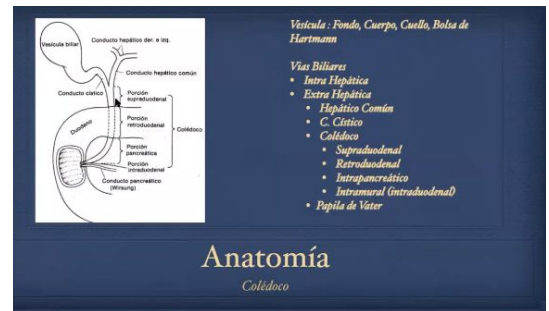 Vesícula biliar
Conducto hepático der. e izq.
Conducto hepático común
Conducto cístico
Porción
supraduodenal
Duodeno
Porción
retroduodenal
Colédoco
Porción
pancreática
Porción
intraduodenal
Conducto pancreático
(Wirsung)
Vesícula : Fondo, Cuerpo, Cuello, Bolsa de
Hartmann
Vias Biliares
• Intra Hepática
• Extra Hepática
• Hepático Común
• C. Cístico
• Colédoco
• Supraduodenal
• Retroduodenal
• Intrapancreático
• Intramural (intraduodenal)
• Papila de Vater
Anatomía
Colédoco